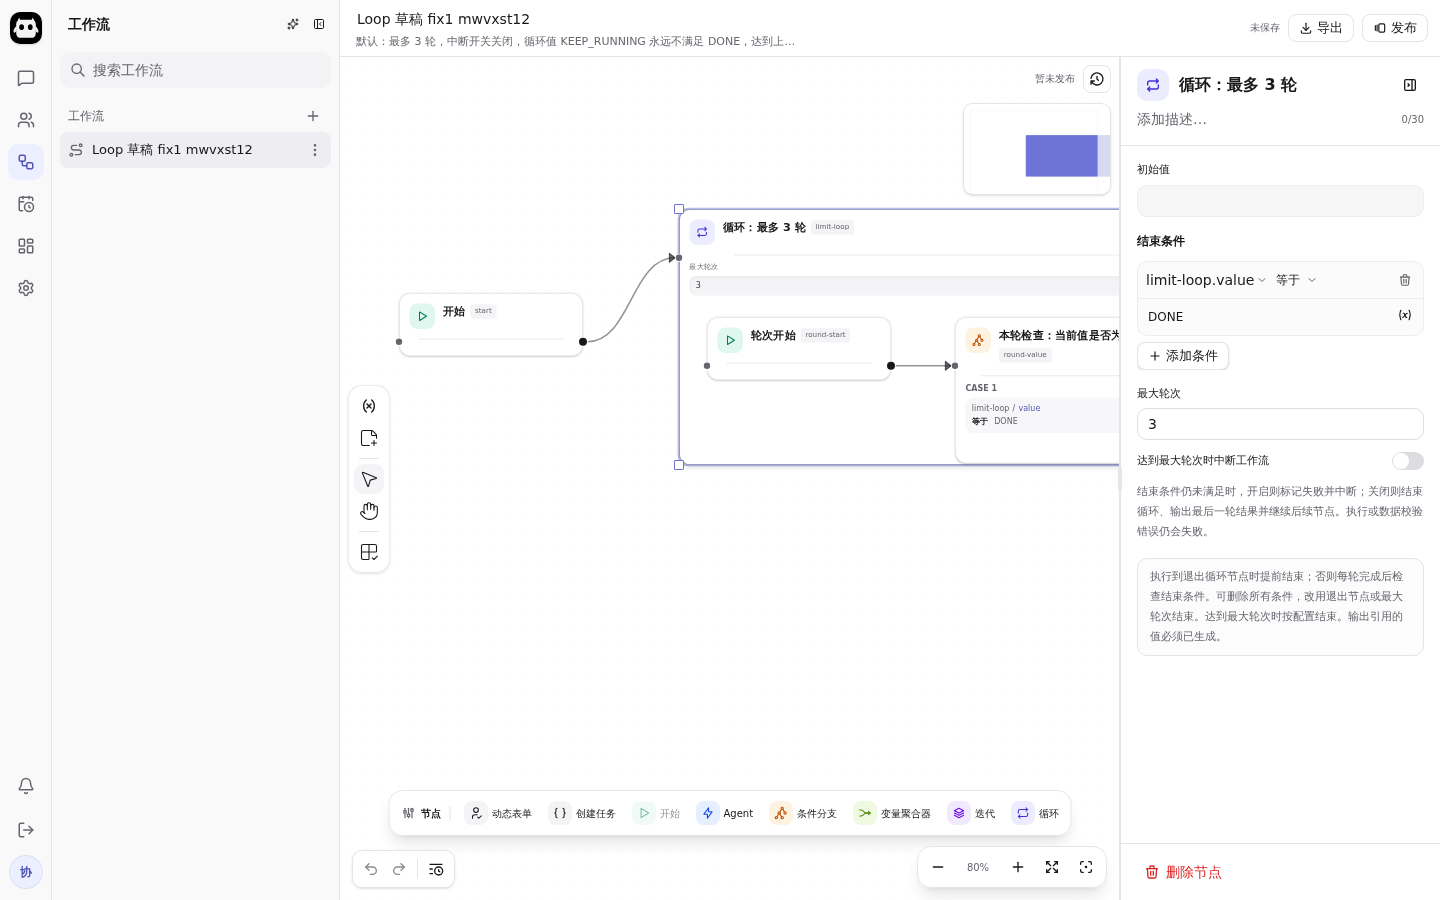 工作流
搜索工作流
工作流
Loop 草稿 fix1 mwvxst12
协
Loop 草稿 fix1 mwvxst12
默认：最多 3 轮，中断开关关闭，循环值 KEEP_RUNNING 永远不满足 DONE，达到上...
未保存
导出
发布
暂未发布
开始
start
循环：最多 3 轮
limit-loop
最大轮次
3
轮次开始
round-start
本轮检查：当前值是否为
round-value
CASE 1
limit-loop / value
等于 DONE
节点
动态表单
创建任务
开始
Agent
条件分支
变量聚合器
迭代
循环
80%
循环：最多 3 轮
添加描述...
0/30
初始值
结束条件
limit-loop.value
等于
DONE
(x)
添加条件
最大轮次
3
达到最大轮次时中断工作流
结束条件仍未满足时，开启则标记失败并中断；关闭则结束
循环、输出最后一轮结果并继续后续节点。执行或数据校验
错误仍会失败。
执行到退出循环节点时提前结束；否则每轮完成后检
查结束条件。可删除所有条件，改用退出节点或最大
轮次结束。达到最大轮次时按配置结束。输出引用的
值必须已生成。
删除节点